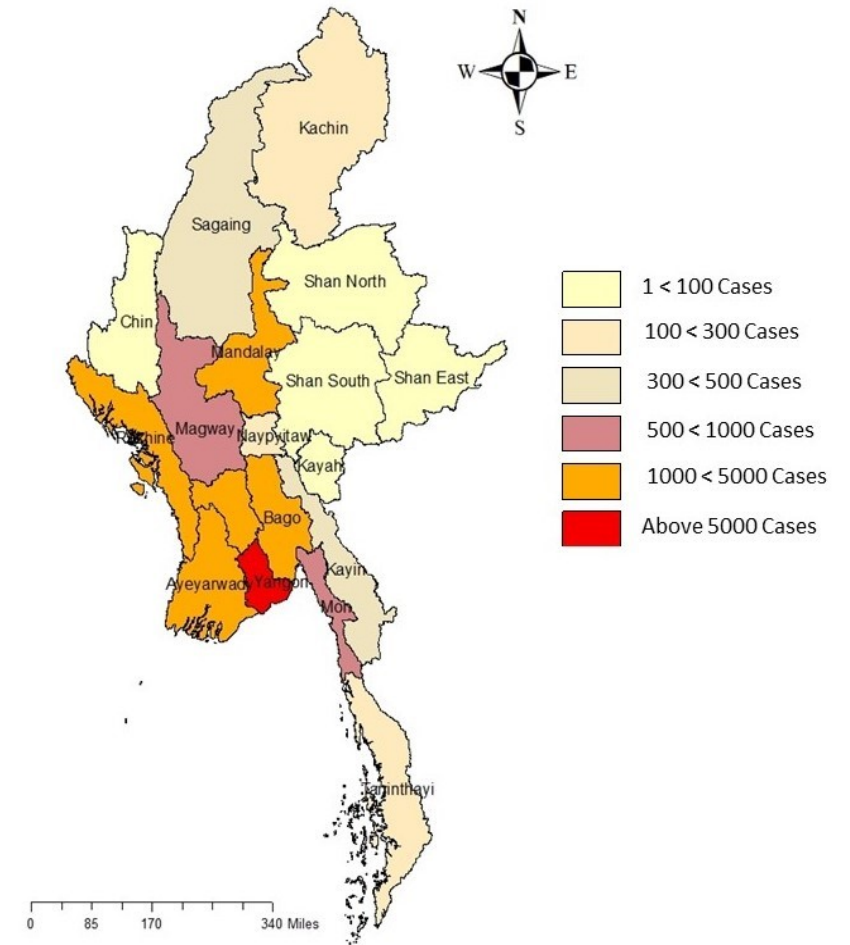 N
W E
S
Kachin
Sagaing
Shan North
Chin
Mandalay
Shan South
Shan East
Rakhine
Magway
Naypyitaw
Kayah
Bago
Ayeyarwady
Yangon
Kayin
Mon
Taninthayi
1 < 100 Cases
100 < 300 Cases
300 < 500 Cases
500 < 1000 Cases
1000 < 5000 Cases
Above 5000 Cases
0 85 170 340 Miles